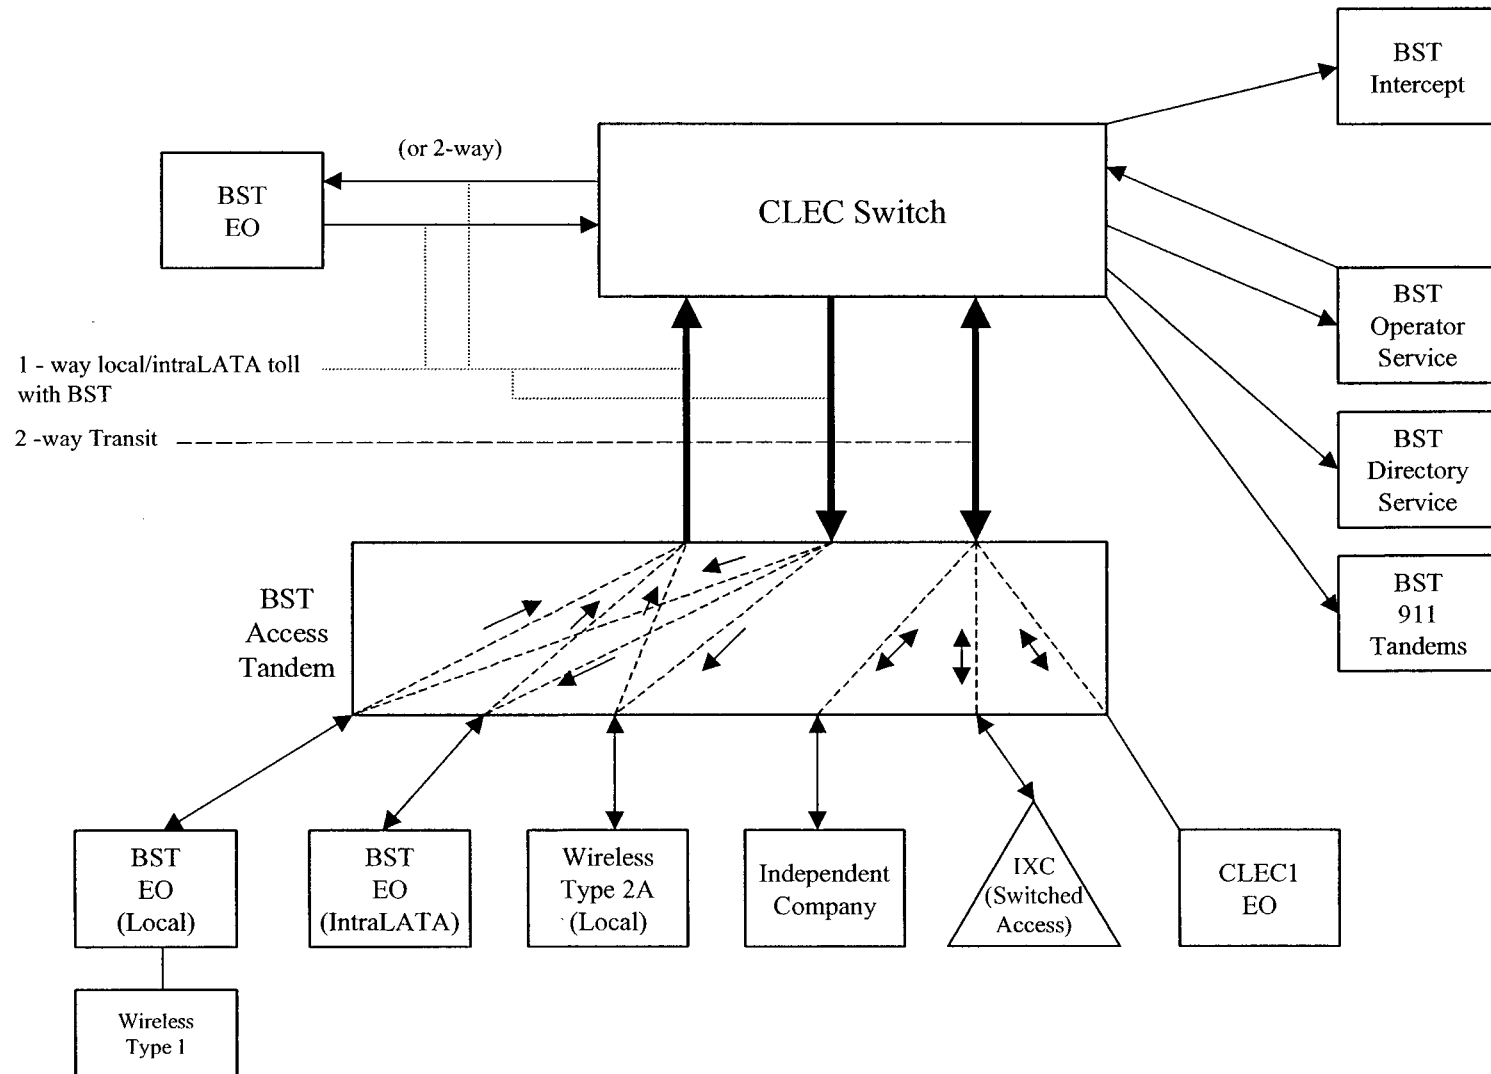 BST
Intercept
(or 2-way)
BST
EO
CLEC Switch
BST
Operator
Service
1 - way local/intraLATA toll
with BST
2 -way Transit
BST
Directory
Service
BST
911
Tandems
BST
Access
Tandem
BST
EO
(Local)
BST
EO
(IntraLATA)
Wireless
Type 2A
(Local)
Independent
Company
IXC
(Switched
Access)
CLEC1
EO
Wireless
Type 1